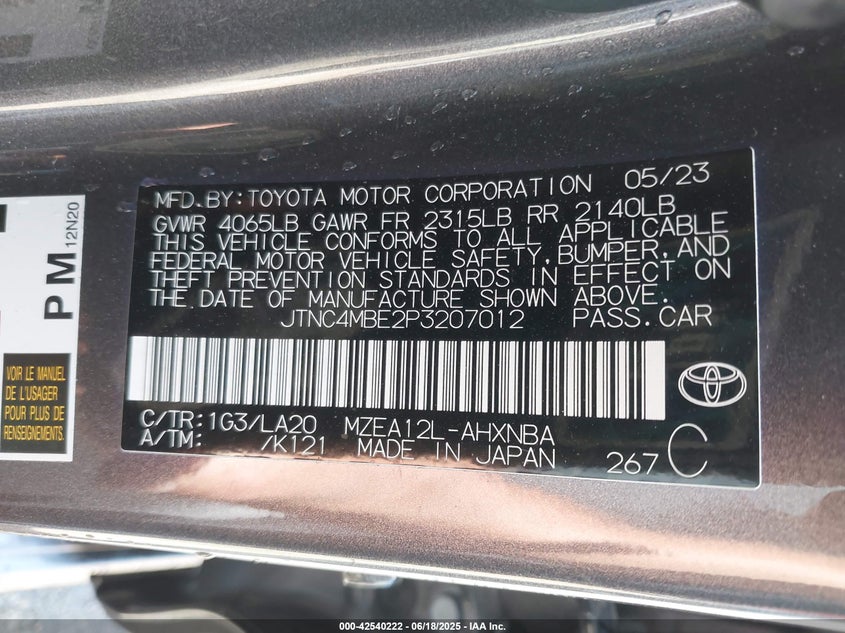 MFD.BY:TOYOTA MOTOR CORPORATION 05/23
GVWR 4065LB GAWR FR 2315LB RR 2140LB
THIS VEHICLE CONFORMS TO ALL APPLICABLE
FEDERAL MOTOR VEHICLE SAFETY,BUMPER,AND
THEFT PREVENTION STANDARDS IN EFFECT ON
THE DATE OF MANUFACTURE SHOWN ABOVE.
JTNC4MBE2P3207012 PASS.CAR
C/TR:1G3/LA20 MZEA12L-AHXNBA
A/TM: /K121 MADE IN JAPAN 267 C
PM 12N20
VOIR LE MANUEL
DE L'USAGER
POUR PLUS DE
RENSEIGNEMENTS.
000-42540222 - 06/18/2025 - IAA Inc.